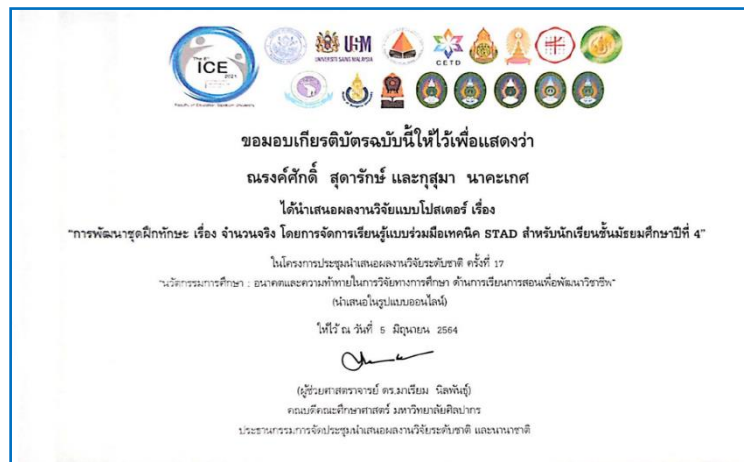 The 6th
ICE
2021
USM
UNIVERSITI SAINS MALAYSIA
CETD
ขอมอบเกียรติบัตรฉบับนี้ให้ไว้เพื่อแสดงว่า
ณรงค์ศักดิ์ สุดารักษ์ และกุสุมา นาคะเกศ
ได้นำเสนอผลงานวิจัยแบบโปสเตอร์ เรื่อง
"การพัฒนาชุดฝึกทักษะ เรื่อง จำนวนจริง โดยการจัดการเรียนรู้แบบร่วมมือเทคนิค STAD สำหรับนักเรียนชั้นมัธยมศึกษาปีที่ 4"
ในโครงการประชุมนำเสนอผลงานวิจัยระดับชาติ ครั้งที่ 17
"นวัตกรรมการศึกษา : อนาคตและความท้าทายในการวิจัยทางการศึกษา ด้านการเรียนการสอนเพื่อพัฒนาวิชาชีพ"
(นำเสนอในรูปแบบออนไลน์)
ให้ไว้ ณ วันที่ 5 มิถุนายน 2564
(ผู้ช่วยศาสตราจารย์ ดร.มาเรียม นิลพันธุ์)
คณบดีคณะศึกษาศาสตร์ มหาวิทยาลัยศิลปากร
ประธานกรรมการจัดประชุมนำเสนอผลงานวิจัยระดับชาติ และนานาชาติ